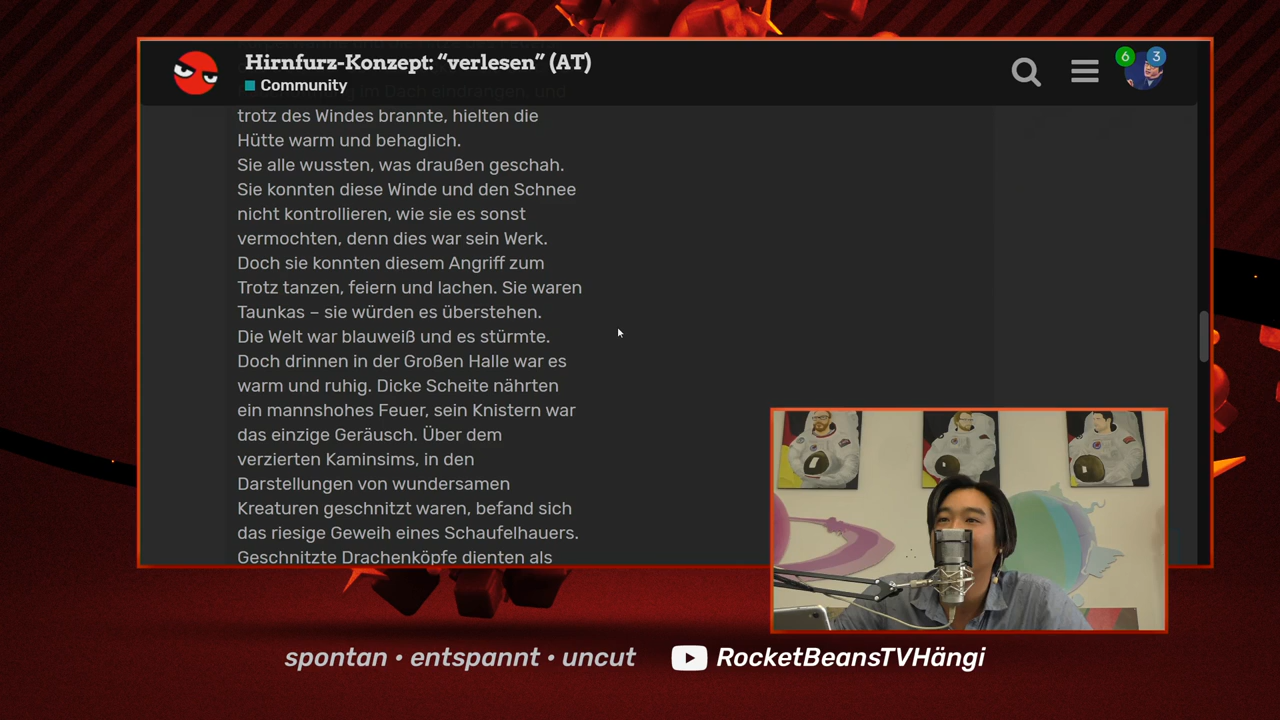 Hirnfurz-Konzept: “verlesen” (AT)
Community
6
3
im Dach eindrangen, und
trotz des Windes brannte, hielten die
Hütte warm und behaglich.
Sie alle wussten, was draußen geschah.
Sie konnten diese Winde und den Schnee
nicht kontrollieren, wie sie es sonst
vermochten, denn dies war sein Werk.
Doch sie konnten diesem Angriff zum
Trotz tanzen, feiern und lachen. Sie waren
Taunkas – sie würden es überstehen.
Die Welt war blauweiß und es stürmte.
Doch drinnen in der Großen Halle war es
warm und ruhig. Dicke Scheite nährten
ein mannshohes Feuer, sein Knistern war
das einzige Geräusch. Über dem
verzierten Kaminsims, in den
Darstellungen von wundersamen
Kreaturen geschnitzt waren, befand sich
das riesige Geweih eines Schaufelhauers.
Geschnitzte Drachenköpfe dienten als
spontan • entspannt • uncut
RocketBeansTVHängi